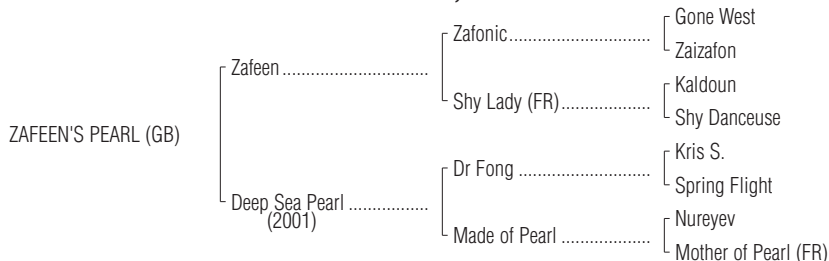 Gone West
Zafonic
Zaizafon
Zafeen
Kaldoun
Shy Lady (FR)
Shy Danceuse
ZAFEEN'S PEARL (GB)
Kris S.
Dr Fong
Spring Flight
Deep Sea Pearl
(2001)
Nureyev
Made of Pearl
Mother of Pearl (FR)